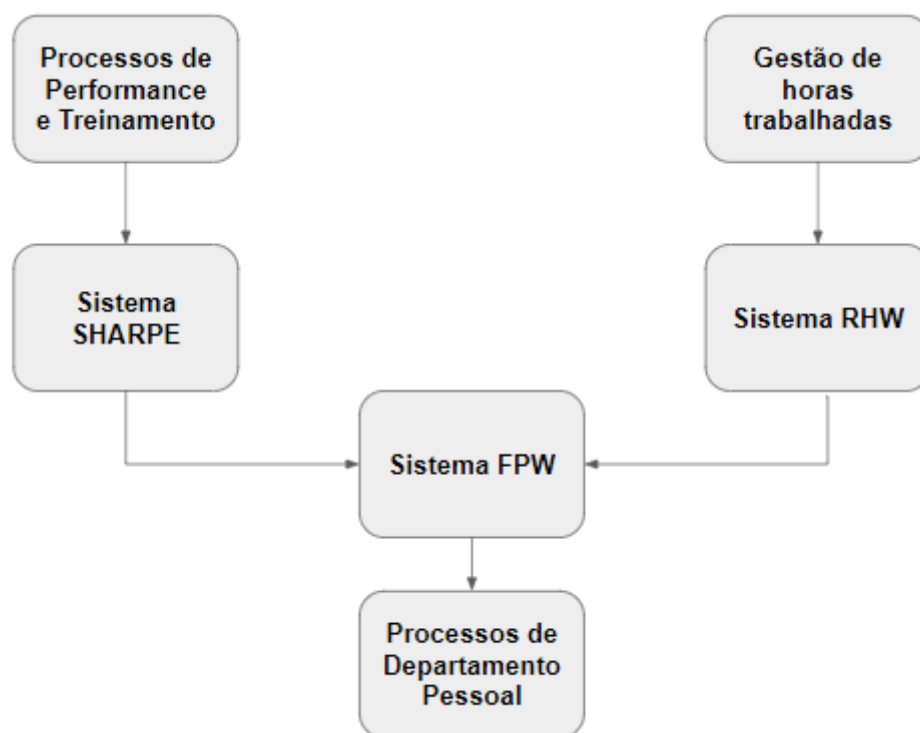 Processos de
Performance
e Treinamento
Gestão de
horas
trabalhadas
Sistema
SHARPE
Sistema RHW
Sistema FPW
Processos de
Departamento
Pessoal